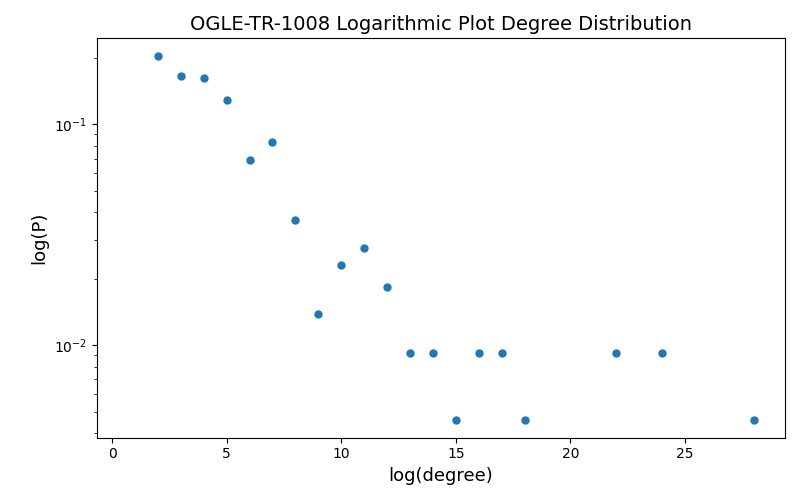 OGLE-TR-1008 Logarithmic Plot Degree Distribution
log(P)
10⁻¹
10⁻²
0 5 10 15 20 25
log(degree)